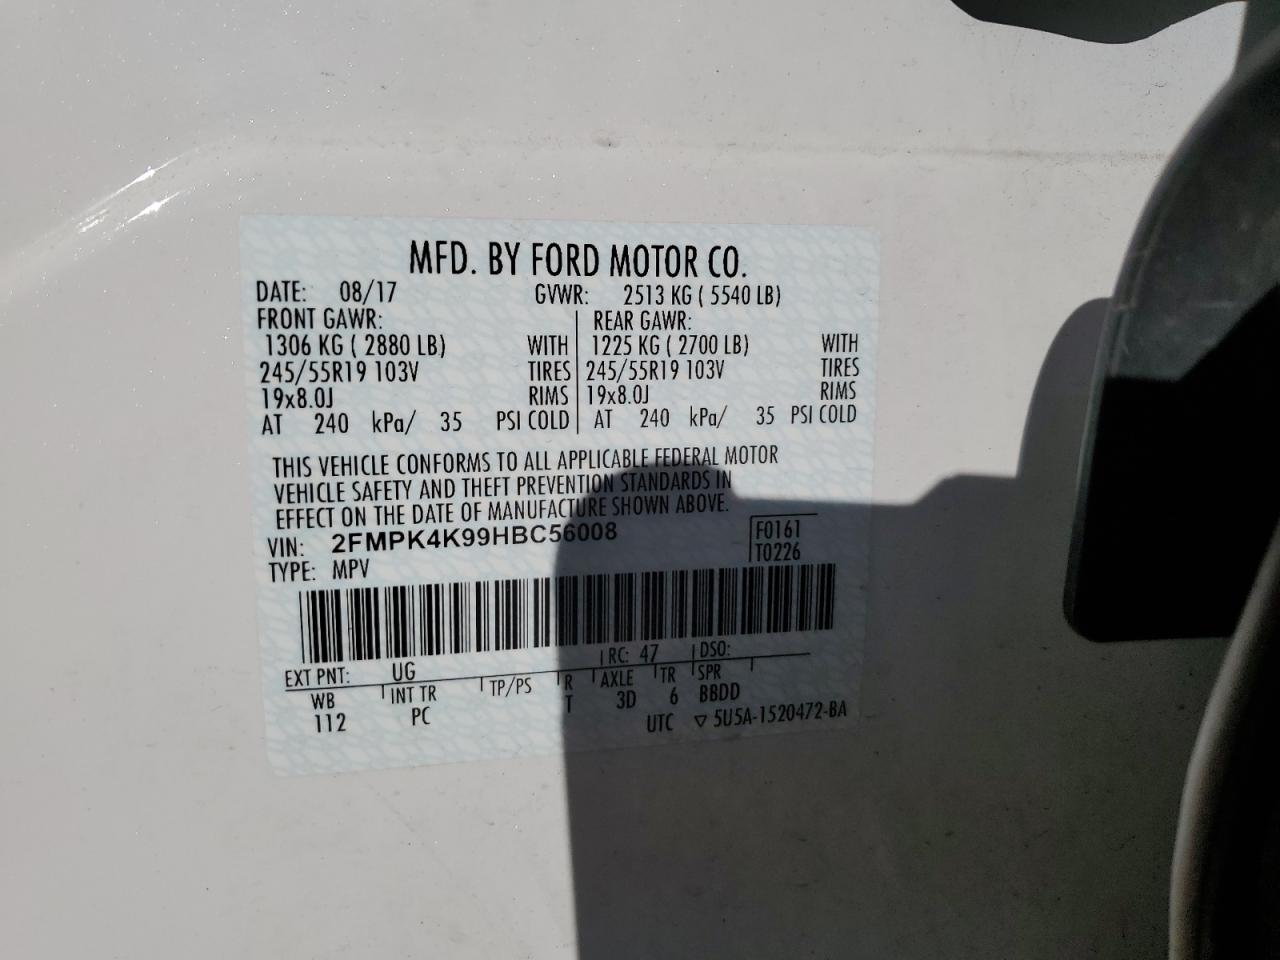 MFD. BY FORD MOTOR CO.
DATE: 08/17 GVWR: 2513 KG ( 5540 LB)
FRONT GAWR: REAR GAWR:
1306 KG ( 2880 LB) WITH 1225 KG ( 2700 LB) WITH
245/55R19 103V TIRES 245/55R19 103V TIRES
19x8.0J RIMS 19x8.0J RIMS
AT 240 kPa/ 35 PSI COLD AT 240 kPa/ 35 PSI COLD
THIS VEHICLE CONFORMS TO ALL APPLICABLE FEDERAL MOTOR
VEHICLE SAFETY AND THEFT PREVENTION STANDARDS IN
EFFECT ON THE DATE OF MANUFACTURE SHOWN ABOVE.
VIN: 2FMPK4K99HBC56008 F0161
TYPE: MPV T0226
EXT PNT: UG RC: 47 DSO:
WB INT TR TP/PS R AXLE TR SPR
112 PC T 3D 6 BBDD
UTC ▽ 5U5A-1520472-BA